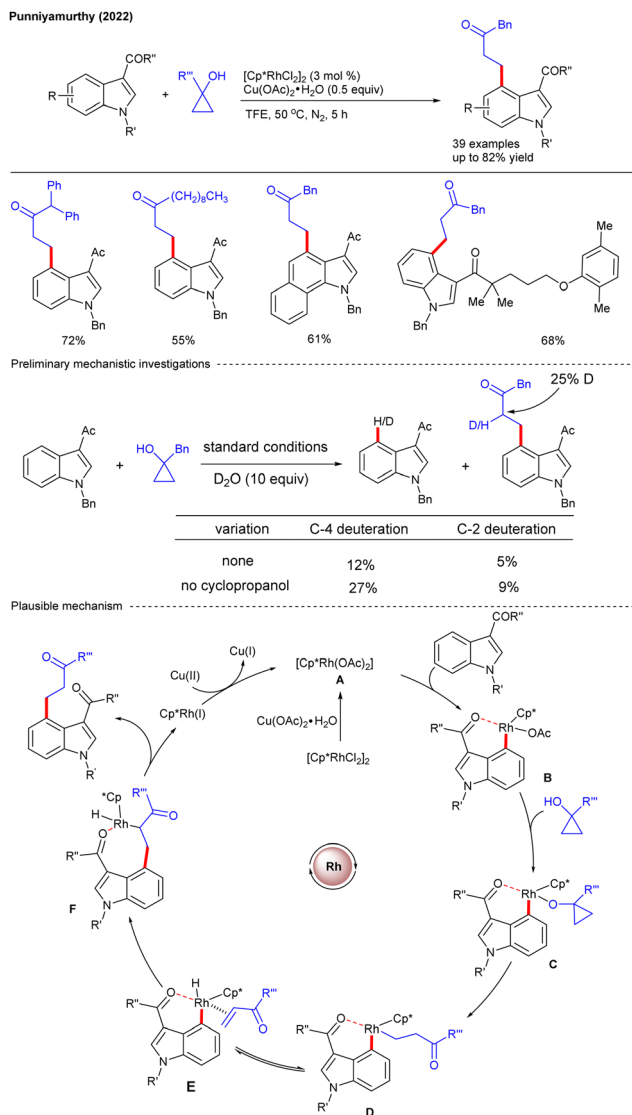 Punniyamurthy (2022)
Bn
O
COR"
R
N
R'
+
R''' OH
[Cp*RhCl2]2 (3 mol %)
Cu(OAc)2•H2O (0.5 equiv)
TFE, 50 °C, N2, 5 h
COR"
R
N
R'
39 examples
up to 82% yield
Ph
O
Ph
Ac
N
Bn
72%
O
(CH2)8CH3
Ac
N
Bn
55%
Bn
O
Ac
N
Bn
61%
O
Bn
O
N
Bn
Me Me
O
Me
Me
68%
Preliminary mechanistic investigations
Ac
N
Bn
+
HO Bn
standard conditions
D2O (10 equiv)
H/D
Ac
N
Bn
+
25% D
Bn
O
D/H
Ac
N
Bn
variation C-4 deuteration C-2 deuteration
none 12% 5%
no cyclopropanol 27% 9%
Plausible mechanism
R'''
O
O
R"
N
R'
Cu(II)
Cu(I)
Cp*Rh(I)
[Cp*Rh(OAc)2]
A
Cu(OAc)2•H2O
[Cp*RhCl2]2
COR"
N
R'
Cp*
O
Rh
OAc
R"
N
R'
B
HO R'''
O
Rh
Cp*
R'''
O
R"
N
R'
C
O
Rh
Cp*
R'''
O
R"
N
R'
D
H
O
Rh
Cp*
R'''
O
R"
N
R'
E
*Cp
H
Rh
R'''
O
O
R"
N
R'
F
Rh